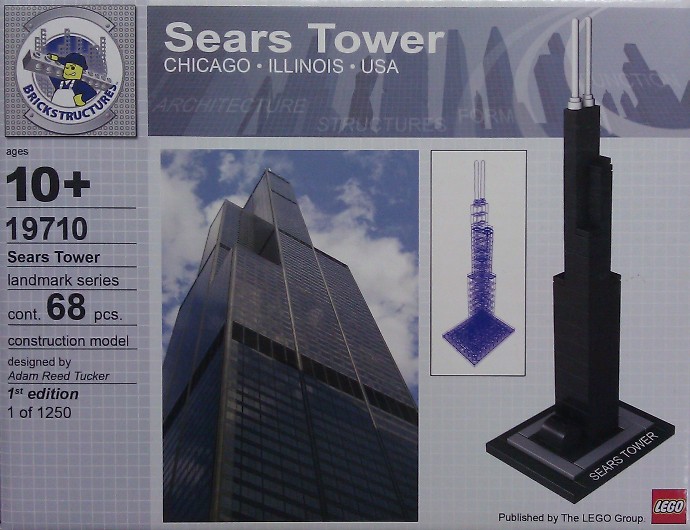 Sears Tower
CHICAGO • ILLINOIS • USA
ARCHITECTURE
STRUCTURES
FORM
BRICKSTRUCTURES
ages
10+
19710
Sears Tower
landmark series
cont. 68 pcs.
construction model
designed by
Adam Reed Tucker
1st edition
1 of 1250
SEARS TOWER
Published by The LEGO Group.
LEGO